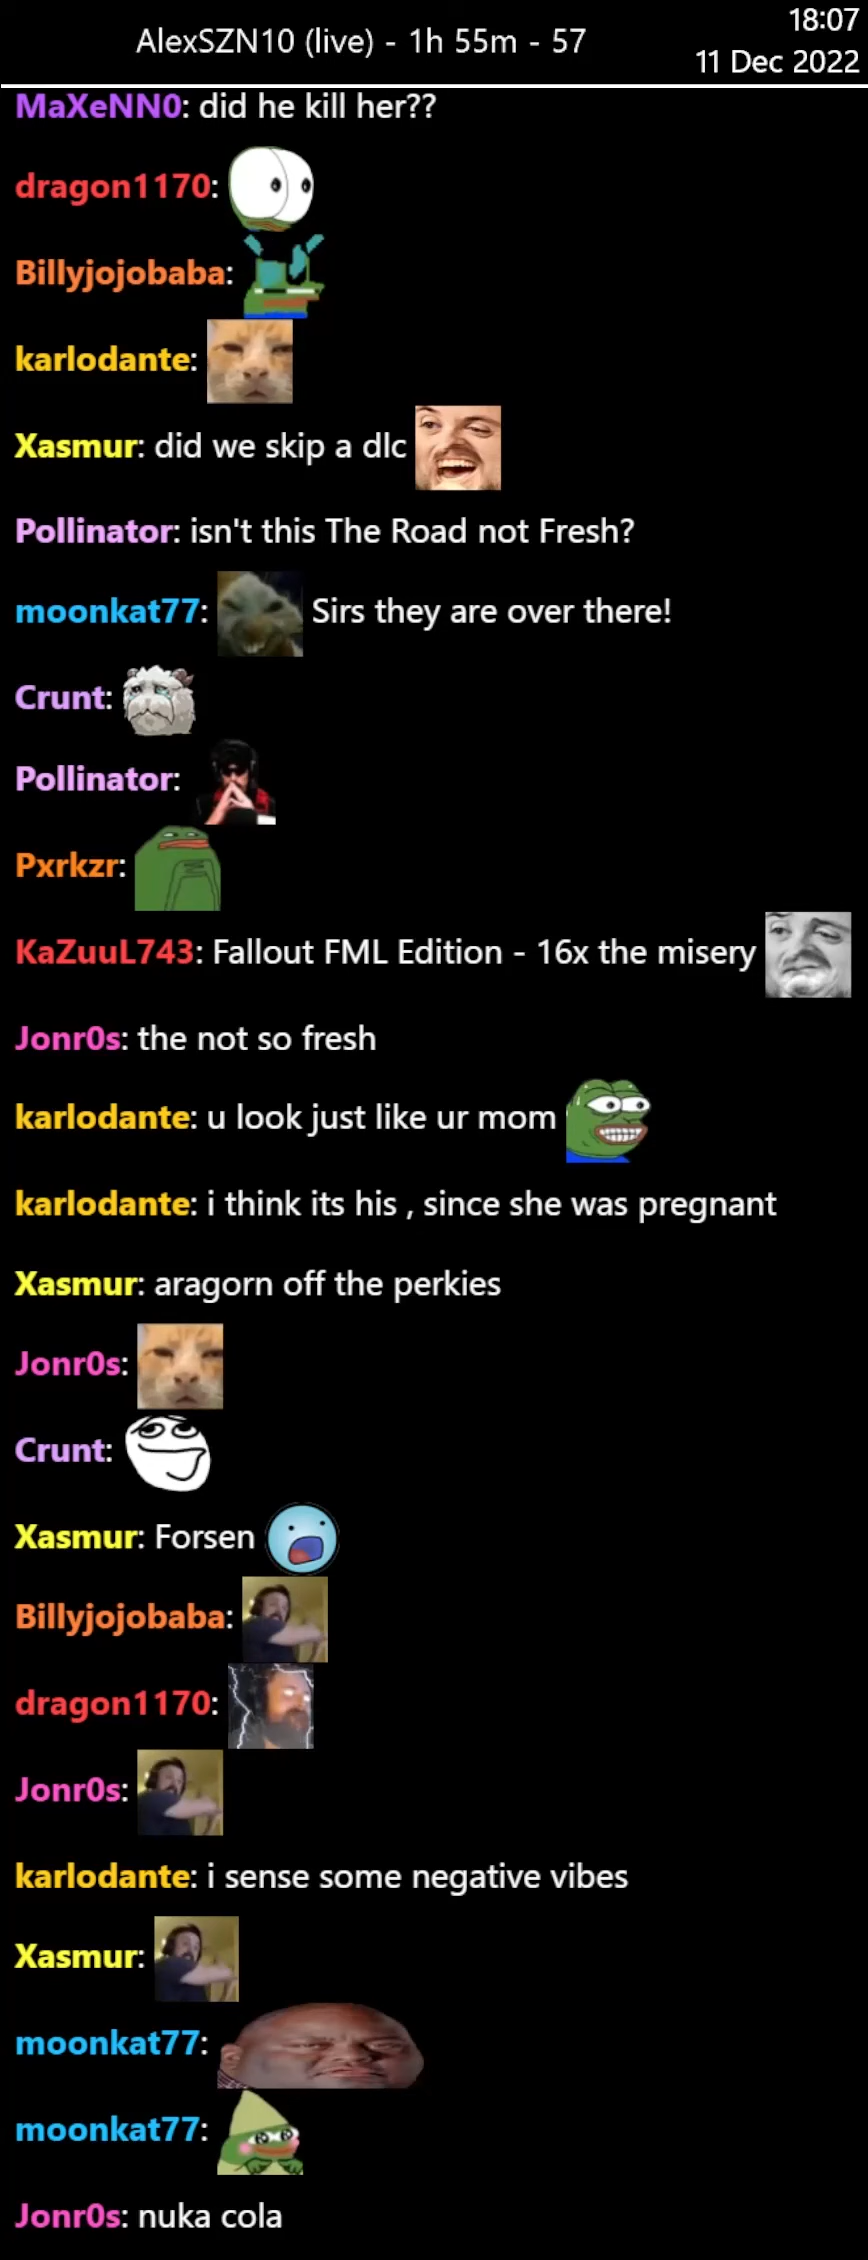 AlexSZN10 (live) - 1h 55m - 57
18:07
11 Dec 2022
MaXeNN0: did he kill her??
dragon1170:
Billyjojobaba:
karlodante:
Xasmur: did we skip a dlc
Pollinator: isn't this The Road not Fresh?
moonkat77: Sirs they are over there!
Crunt:
Pollinator:
Pxrkzr:
KaZuuL743: Fallout FML Edition - 16x the misery
Jonr0s: the not so fresh
karlodante: u look just like ur mom
karlodante: i think its his , since she was pregnant
Xasmur: aragorn off the perkies
Jonr0s:
Crunt:
Xasmur: Forsen
Billyjojobaba:
dragon1170:
Jonr0s:
karlodante: i sense some negative vibes
Xasmur:
moonkat77:
moonkat77:
Jonr0s: nuka cola